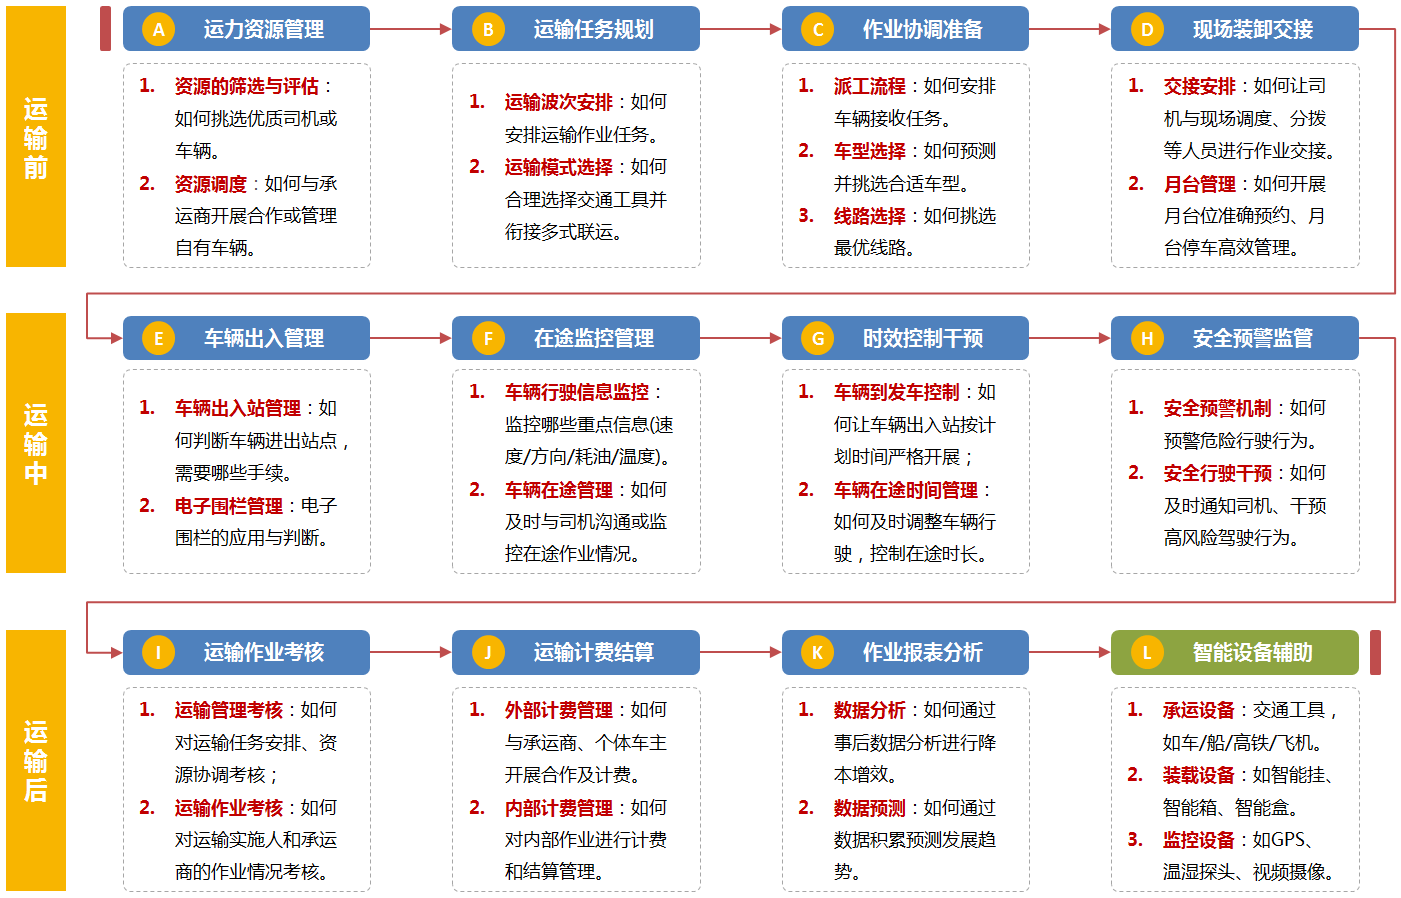 运输前
A 运力资源管理
1. 资源的筛选与评估：
如何挑选优质司机或
车辆。
2. 资源调度：如何与承
运商开展合作或管理
自有车辆。
B 运输任务规划
1. 运输波次安排：如何
安排运输作业任务。
2. 运输模式选择：如何
合理选择交通工具并
衔接多式联运。
C 作业协调准备
1. 派工流程：如何安排
车辆接收任务。
2. 车型选择：如何预测
并挑选合适车型。
3. 线路选择：如何挑选
最优线路。
D 现场装卸交接
1. 交接安排：如何让司
机与现场调度、分拨
等人员进行作业交接。
2. 月台管理：如何开展
月台位准确预约、月
台停车高效管理。
运输中
E 车辆出入管理
1. 车辆出入站管理：如
何判断车辆进出站点，
需要哪些手续。
2. 电子围栏管理：电子
围栏的应用与判断。
F 在途监控管理
1. 车辆行驶信息监控：
监控哪些重点信息(速
度/方向/耗油/温度)。
2. 车辆在途管理：如何
及时与司机沟通或监
控在途作业情况。
G 时效控制干预
1. 车辆到发车控制：如
何让车辆出入站按计
划时间严格开展；
2. 车辆在途时间管理：
如何及时调整车辆行
驶，控制在途时长。
H 安全预警监管
1. 安全预警机制：如何
预警危险行驶行为。
2. 安全行驶干预：如何
及时通知司机、干预
高风险驾驶行为。
运输后
I 运输作业考核
1. 运输管理考核：如何
对运输任务安排、资
源协调考核；
2. 运输作业考核：如何
对运输实施人和承运
商的作业情况考核。
J 运输计费结算
1. 外部计费管理：如何
与承运商、个体车主
开展合作及计费。
2. 内部计费管理：如何
对内部作业进行计费
和结算管理。
K 作业报表分析
1. 数据分析：如何通过
事后数据分析进行降
本增效。
2. 数据预测：如何通过
数据积累预测发展趋
势。
L 智能设备辅助
1. 承运设备：交通工具，
如车/船/高铁/飞机。
2. 装载设备：如智能挂、
智能箱、智能盒。
3. 监控设备：如GPS、
温湿探头、视频摄像。